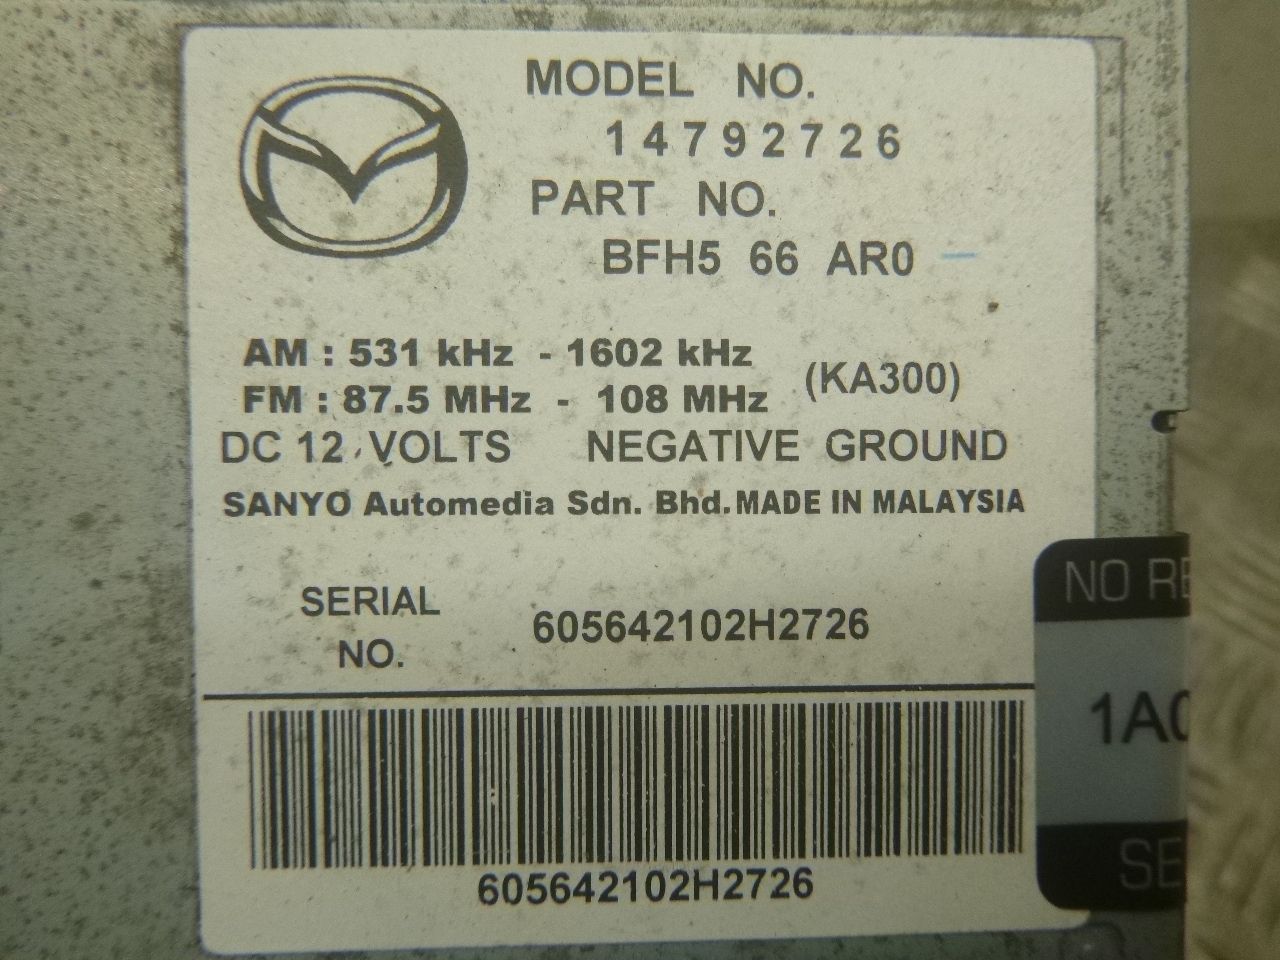 MODEL NO.
14792726
PART NO.
BFH5 66 AR0
AM : 531 kHz - 1602 kHz
FM : 87.5 MHz - 108 MHz
(KA300)
DC 12 VOLTS NEGATIVE GROUND
SANYO Automedia Sdn. Bhd. MADE IN MALAYSIA
SERIAL
NO.
605642102H2726
605642102H2726
NO